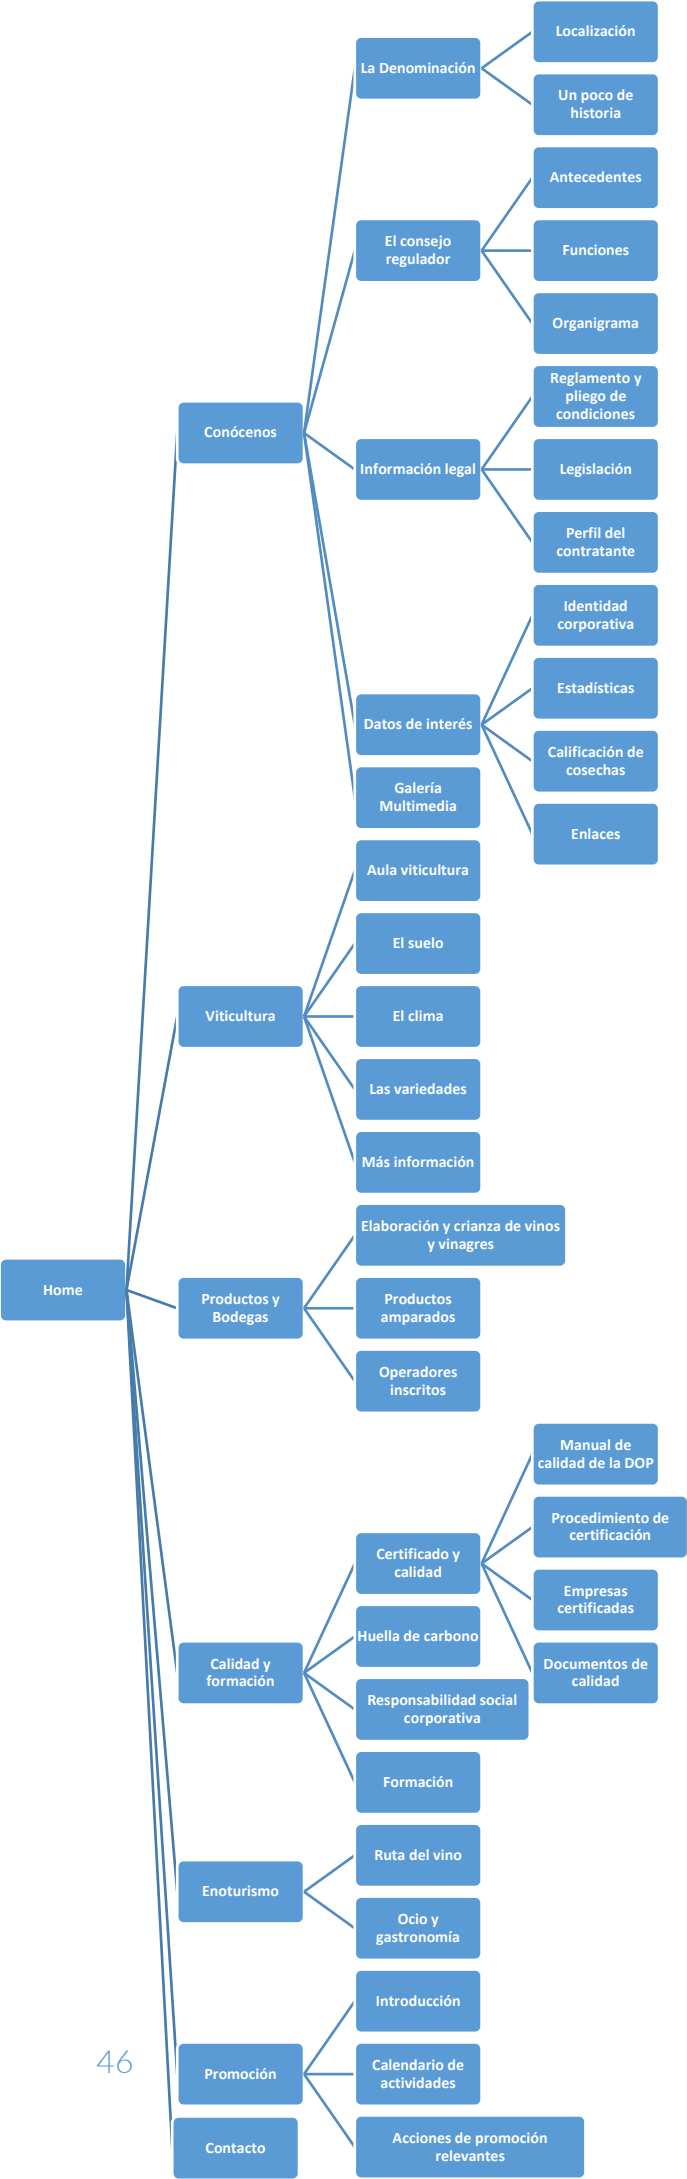 Home
Conócenos
La Denominación
Localización
Un poco de
historia
El consejo
regulador
Antecedentes
Funciones
Organigrama
Información legal
Reglamento y
pliego de
condiciones
Legislación
Perfil del
contratante
Datos de interés
Identidad
corporativa
Estadísticas
Calificación de
cosechas
Enlaces
Galería
Multimedia
Viticultura
Aula viticultura
El suelo
El clima
Las variedades
Más información
Productos y
Bodegas
Elaboración y crianza de vinos
y vinagres
Productos
amparados
Operadores
inscritos
Calidad y
formación
Certificado y
calidad
Manual de
calidad de la DOP
Procedimiento de
certificación
Empresas
certificadas
Documentos de
calidad
Huella de carbono
Responsabilidad social
corporativa
Formación
Enoturismo
Ruta del vino
Ocio y
gastronomía
Promoción
Introducción
Calendario de
actividades
Acciones de promoción
relevantes
Contacto
46